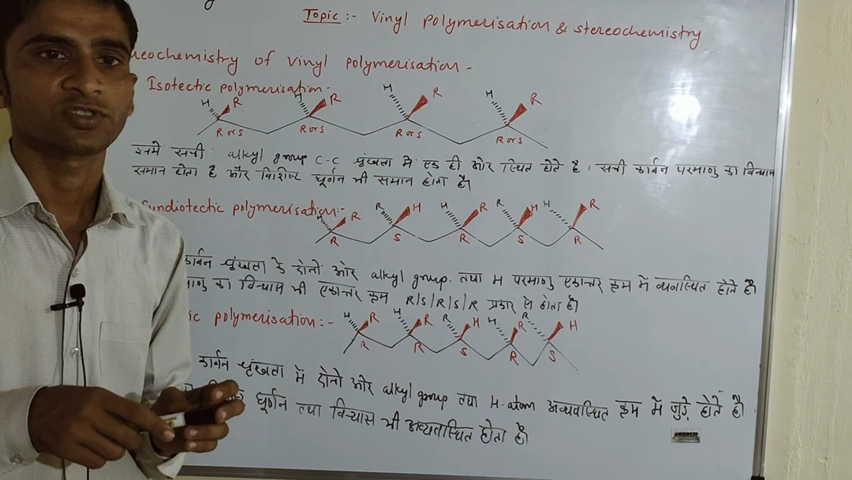 Topic :- Vinyl polymerisation & stereochemistry
reochemistry of vinyl polymerisation -
Isotectic polymerisation -
H R H R H R H R
R or S R or S R or S R or S
इनमें सभी alkyl group C-C श्रृंखला में एक ही ओर स्थित होते है। सभी कार्बन परमाणु का विन्यास
समान होता है और विशिष्ट घूर्णन भी समान होता है।
Syndiotectic polymerisation:-
H R R H H R R H H R
R S R S R
कार्बन श्रृंखला के दोनों ओर alkyl group तथा H परमाणु एकान्तर क्रम में व्यवस्थित होते है
का विन्यास भी एकान्तर क्रम R/S/R/S/R प्रकार से होता है।
ic polymerisation :-
H R H R R H H R R H
R R S R S
कार्बन श्रृंखला में दोनो ओर alkyl group तथा H-atom अव्यवस्थित क्रम में जुड़े होते है
घूर्णन तथा विन्यास भी अव्यवस्थित होता है